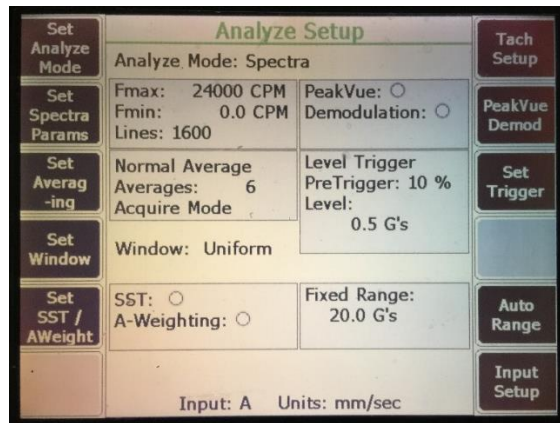 Analyze Setup
Analyze Mode: Spectra
Set
Analyze
Mode
Set
Spectra
Params
Set
Averag
-ing
Set
Window
Set
SST /
AWeight
Fmax: 24000 CPM
Fmin: 0.0 CPM
Lines: 1600
PeakVue:
Demodulation:
Normal Average
Averages: 6
Acquire Mode
Level Trigger
PreTrigger: 10 %
Level:
0.5 G's
Window: Uniform
SST:
A-Weighting:
Fixed Range:
20.0 G's
Input: A Units: mm/sec
Tach
Setup
PeakVue
Demod
Set
Trigger
Auto
Range
Input
Setup